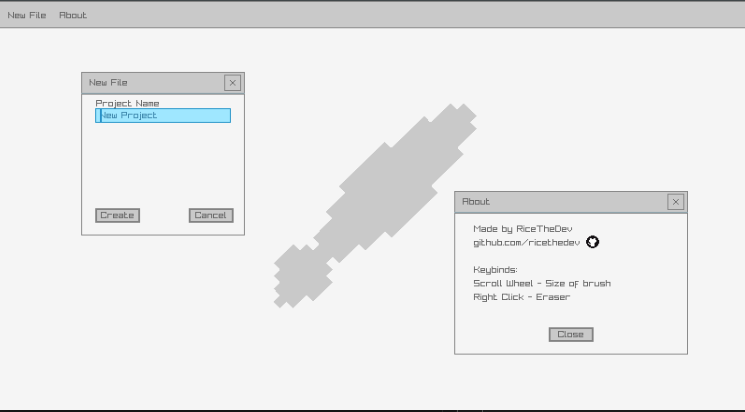 New File About
New File
Project Name
New Project
Create Cancel
About
Made by RiceTheDev
github.com/ricethedev
Keybinds:
Scroll Wheel - Size of brush
Right Click - Eraser
Close